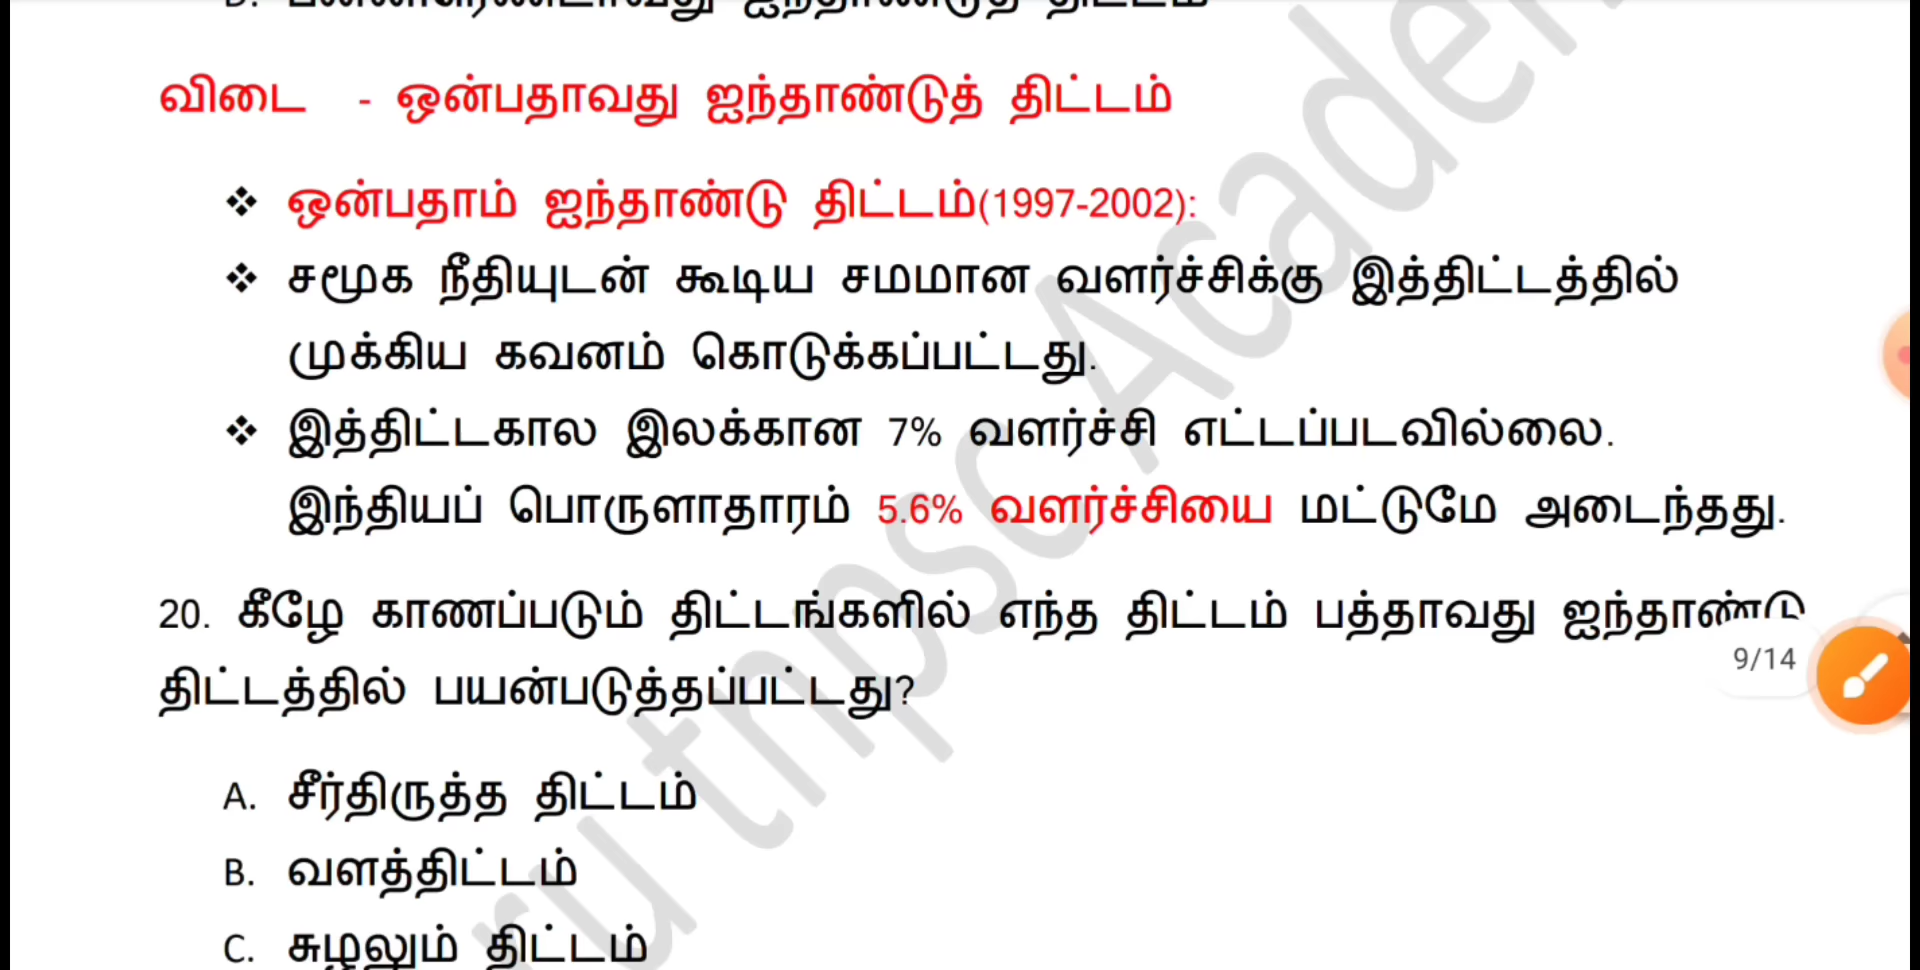 விடை - ஒன்பதாவது ஐந்தாண்டுத் திட்டம்
❖ ஒன்பதாம் ஐந்தாண்டு திட்டம்(1997-2002):
❖ சமூக நீதியுடன் கூடிய சமமான வளர்ச்சிக்கு இத்திட்டத்தில்
முக்கிய கவனம் கொடுக்கப்பட்டது.
❖ இத்திட்டகால இலக்கான 7% வளர்ச்சி எட்டப்படவில்லை.
இந்தியப் பொருளாதாரம் 5.6% வளர்ச்சியை மட்டுமே அடைந்தது.
20. கீழே காணப்படும் திட்டங்களில் எந்த திட்டம் பத்தாவது ஐந்தாண்டு
9/14
திட்டத்தில் பயன்படுத்தப்பட்டது?
A. சீர்திருத்த திட்டம்
B. வளத்திட்டம்
C. சுழலும் திட்டம்
tnpsc Academ